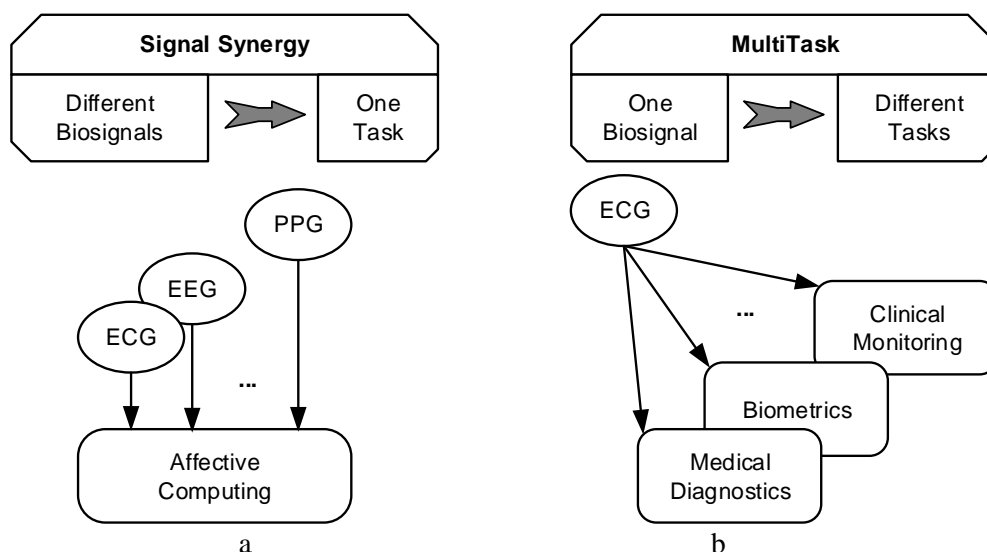 Signal Synergy
Different
Biosignals
One
Task
PPG
EEG
ECG
...
Affective
Computing
a
MultiTask
One
Biosignal
Different
Tasks
ECG
...
Clinical
Monitoring
Biometrics
Medical
Diagnostics
b